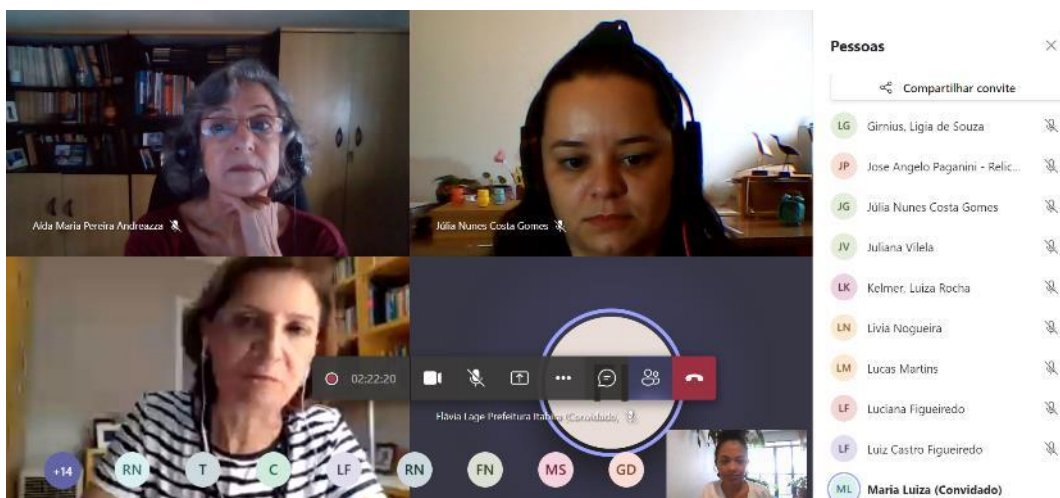 Aída Maria Pereira Andreazza
Júlia Nunes Costa Gomes
02:22:20
Flávia Lage Prefeitura Itabira (Convidado,
+14
RN
T
C
LF
RN
FN
MS
GD
Pessoas
Compartilhar convite
LG Girnius, Ligia de Souza
JP Jose Angelo Paganini - Relic...
JG Júlia Nunes Costa Gomes
JV Juliana Vilela
LK Kelmer, Luiza Rocha
LN Livia Nogueira
LM Lucas Martins
LF Luciana Figueiredo
LF Luiz Castro Figueiredo
ML Maria Luiza (Convidado)